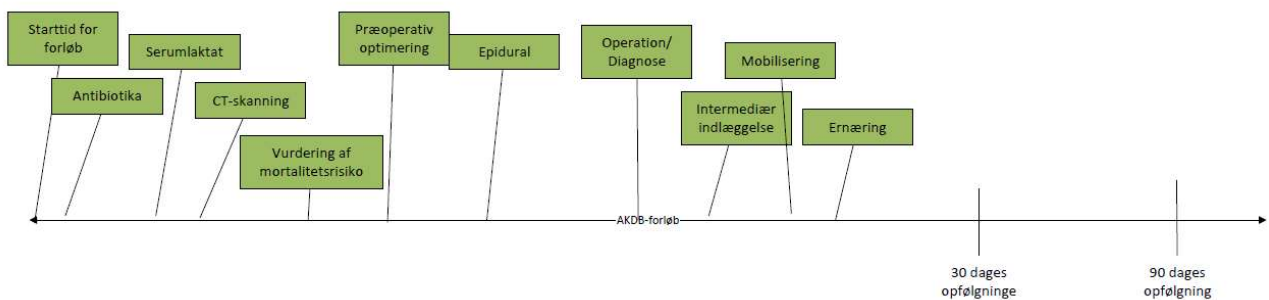 Starttid for
forløb
Antibiotika
Serumlaktat
CT-skanning
Vurdering af
mortalitetsrisiko
Præoperativ
optimering
Epidural
Operation/
Diagnose
Intermediær
indlæggelse
Mobilisering
Ernæring
AKDB-forløb
30 dages
opfølgninge
90 dages
opfølgning